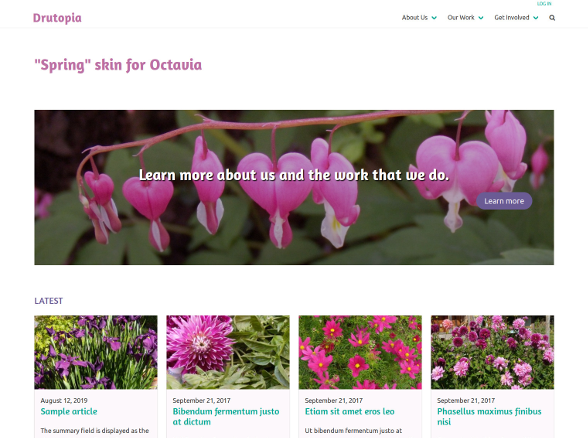 LOG IN
Drutopia
About Us
Our Work
Get Involved
"Spring" skin for Octavia
Learn more about us and the work that we do.
Learn more
LATEST
August 12, 2019
Sample article
The summary field is displayed as the
September 21, 2017
Bibendum fermentum justo
at dictum
September 21, 2017
Etiam sit amet eros leo
Ut bibendum fermentum justo at
September 21, 2017
Phasellus maximus finibus
nisi